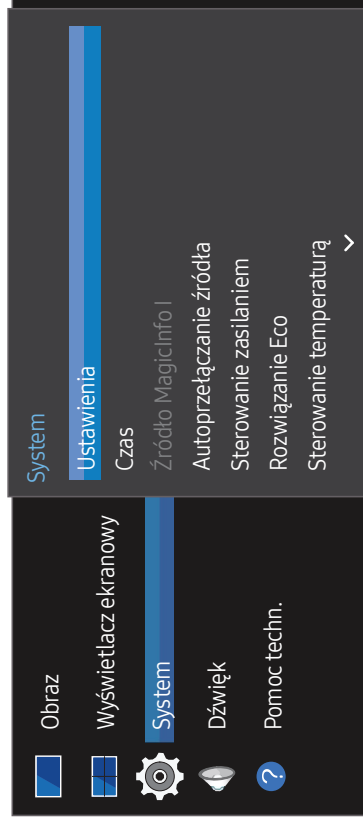 Obraz
Wyświetlacz ekranowy
System
Dźwięk
Pomoc techn.
System
Ustawienia
Czas
Źródło MagicInfo I
Autoprzełączanie źródła
Sterowanie zasilaniem
Rozwiązanie Eco
Sterowanie temperaturą